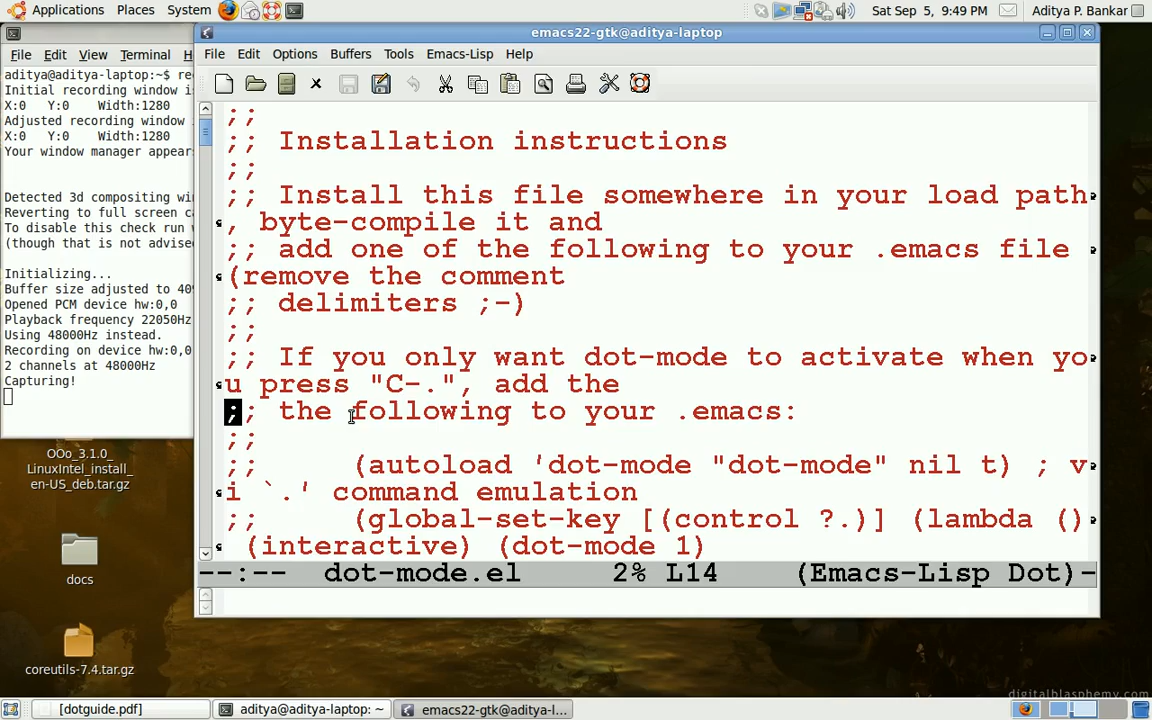 Applications Places System Sat Sep 5, 9:49 PM Aditya P. Bankar
emacs22-gtk@aditya-laptop
File Edit View Terminal
File Edit Options Buffers Tools Emacs-Lisp Help
aditya@aditya-laptop:~$ re
Initial recording window i
X:0 Y:0 Width:1280
Adjusted recording window
X:0 Y:0 Width:1280
Your window manager appears
Detected 3d compositing wi
Reverting to full screen c
To disable this check run
(though that is not advise
Initializing...
Buffer size adjusted to 40
Opened PCM device hw:0,0
Playback frequency 22050Hz
Using 48000Hz instead.
Recording on device hw:0,0
2 channels at 48000Hz
Capturing!
;;
;; Installation instructions
;;
;; Install this file somewhere in your load path
, byte-compile it and
;; add one of the following to your .emacs file
(remove the comment
;; delimiters ;-)
;;
;; If you only want dot-mode to activate when yo
u press "C-.", add the
;; the following to your .emacs:
;;
;; (autoload 'dot-mode "dot-mode" nil t) ; v
i `.' command emulation
;; (global-set-key [(control ?.)] (lambda ()
(interactive) (dot-mode 1)
--:-- dot-mode.el 2% L14 (Emacs-Lisp Dot)-
OOo_3.1.0_
LinuxIntel_install_
en-US_deb.tar.gz
docs
coreutils-7.4.tar.gz
digitalblasphemy.com
[dotguide.pdf] aditya@aditya-laptop: ~ emacs22-gtk@aditya-l...